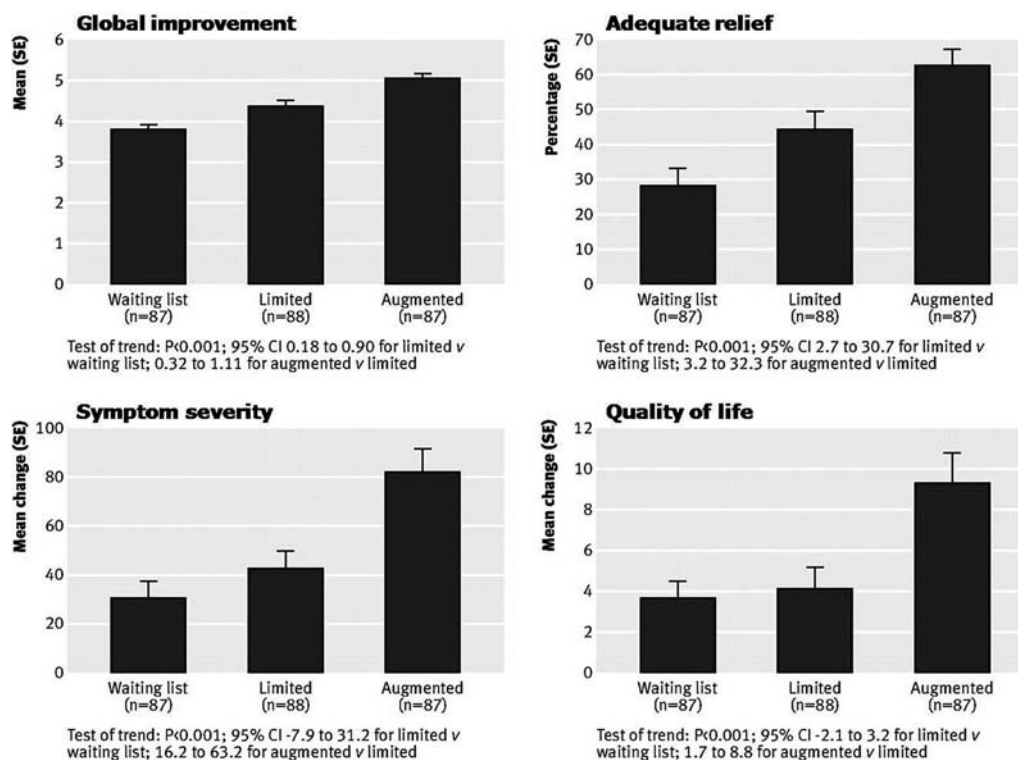 Global improvement
Mean (SE)
6
5
4
3
2
1
0
Waiting list
(n=87)
Limited
(n=88)
Augmented
(n=87)
Test of trend: P<0.001; 95% CI 0.18 to 0.90 for limited v
waiting list; 0.32 to 1.11 for augmented v limited
Adequate relief
Percentage (SE)
70
60
50
40
30
20
10
0
Waiting list
(n=87)
Limited
(n=88)
Augmented
(n=87)
Test of trend: P<0.001; 95% CI 2.7 to 30.7 for limited v
waiting list; 3.2 to 32.3 for augmented v limited
Symptom severity
Mean change (SE)
100
80
60
40
20
0
Waiting list
(n=87)
Limited
(n=88)
Augmented
(n=87)
Test of trend: P<0.001; 95% CI -7.9 to 31.2 for limited v
waiting list; 16.2 to 63.2 for augmented v limited
Quality of life
Mean change (SE)
12
10
8
6
4
2
0
Waiting list
(n=87)
Limited
(n=88)
Augmented
(n=87)
Test of trend: P<0.001; 95% CI -2.1 to 3.2 for limited v
waiting list; 1.7 to 8.8 for augmented v limited